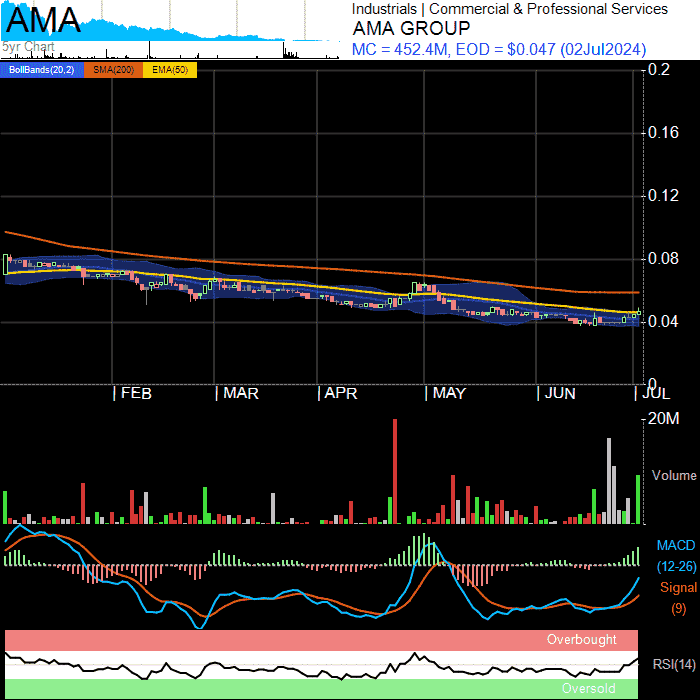 AMA
5yr Chart
Industrials | Commercial & Professional Services
AMA GROUP
MC = 452.4M, EOD = $0.047 (02Jul2024)
BollBands(20,2) SMA(200) EMA(50)
0.2
0.16
0.12
0.08
0.04
0
FEB MAR APR MAY JUN JUL
20M
Volume
MACD
(12-26)
Signal
(9)
Overbought
RSI(14)
Oversold